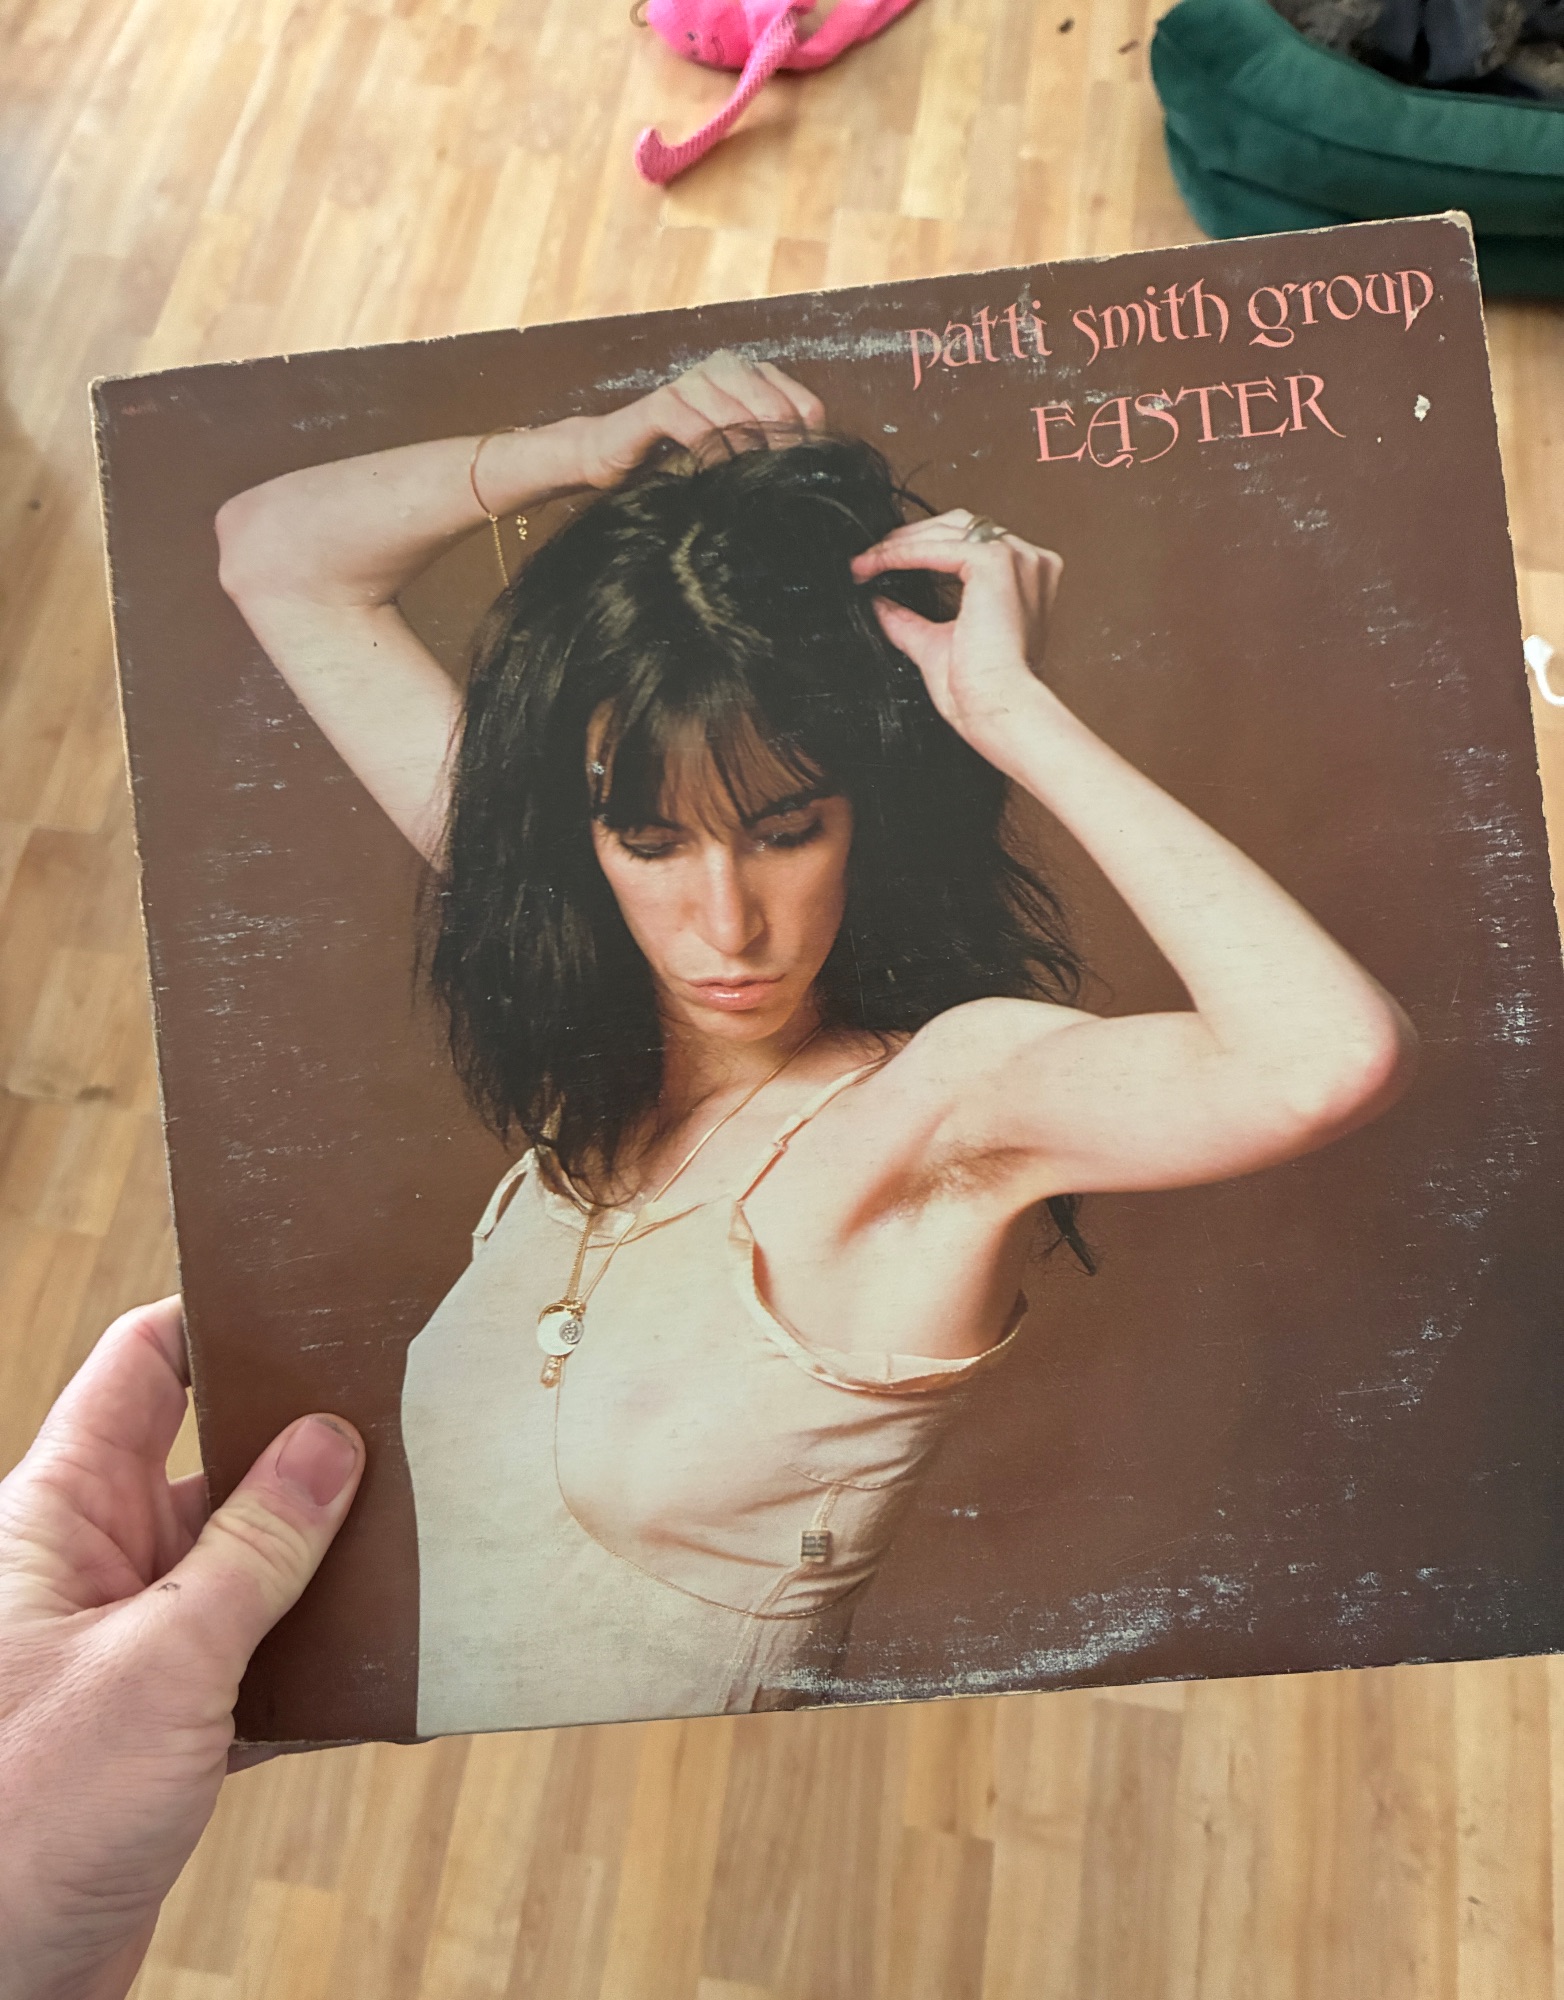 patti smith group
EASTER